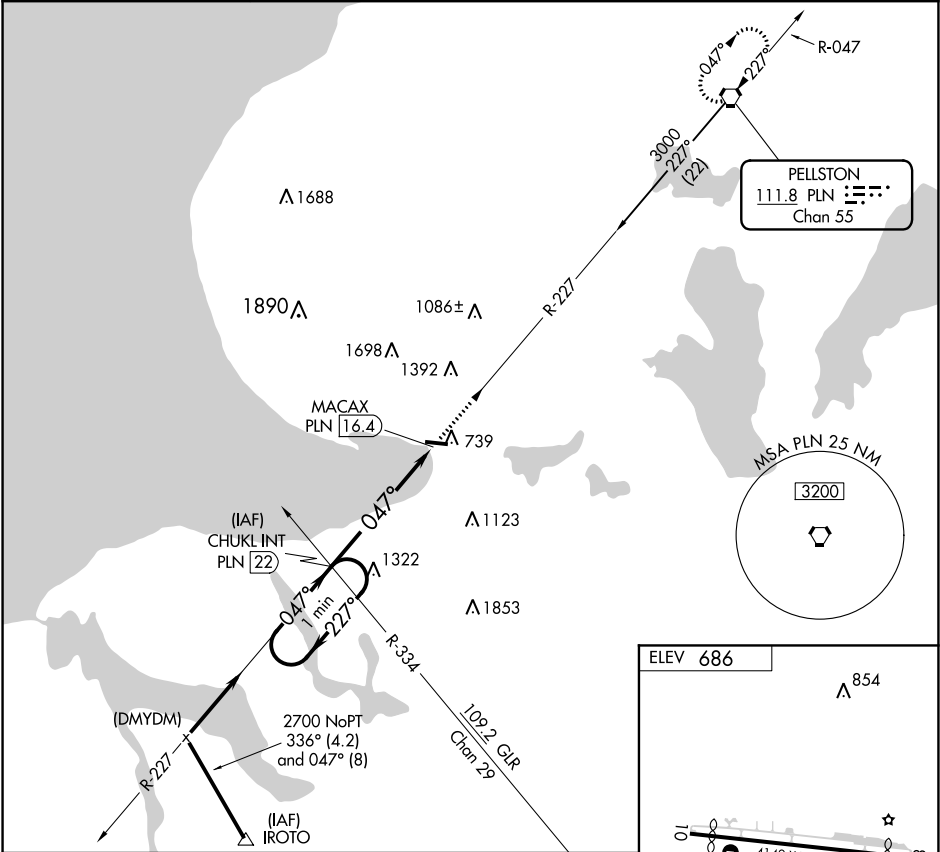 R-047
047°
227°
3000
227°
(22)
PELLSTON
111.8 PLN
Chan 55
1688
R-227
1890
1086±
1698
1392
MACAX
PLN 16.4
739
MSA PLN 25 NM
3200
047°
(IAF)
CHUKL INT
PLN 22
1123
1322
047°
1 min
227°
1853
R-334
ELEV 686
854
(DMYDM)
2700 NoPT
336° (4.2)
and 047° (8)
109.2 GLR
Chan 29
R-227
(IAF)
IROTO
10